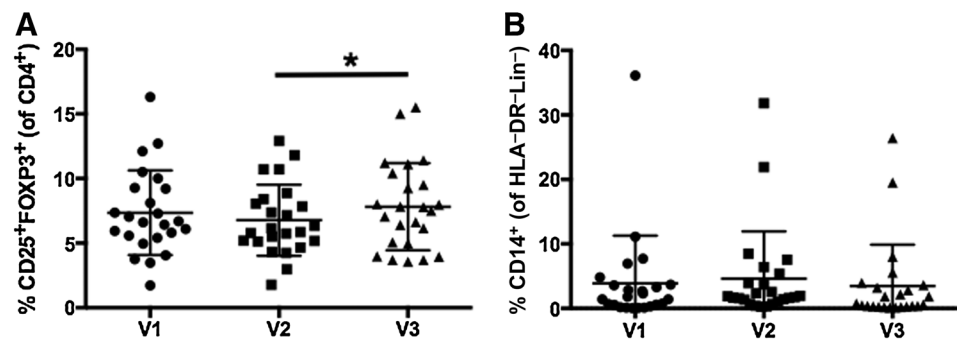 A
% CD25⁺FOXP3⁺ (of CD4⁺)
20
15
10
5
0
*
V1 V2 V3
B
% CD14⁺ (of HLA-DR⁻Lin⁻)
40
30
20
10
0
V1 V2 V3